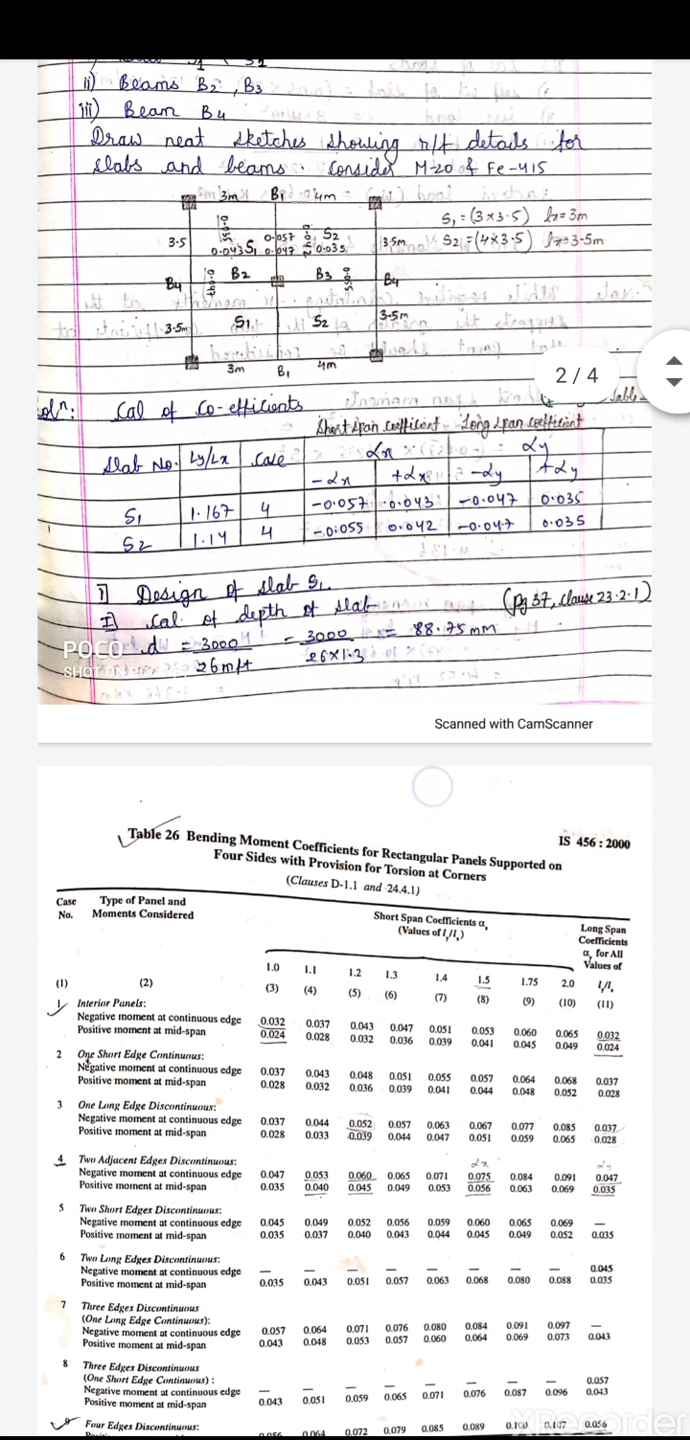 ii) Beams B2, B3
iii) Beam B4
Draw neat sketches showing r/f details for
slabs and beams. Consider M-20 & Fe-415
3m B1 4m
S1 = (3×3.5) lx=3m
S2 = (4×3.5) lx=3.5m
3.5 0.057 S2 3.5m
0.043 S1 0.047 0.035
B4 0.040 B2 B3 0.055 B4
3.5m S1 S2 3.5m
3m B1 4m
2/4
Soln: Cal of Co-efficients
Short span coefficient Long span coefficient
Slab No. Ly/Lx Case αx αy
-αx +αx -αy +αy
S1 1.167 4 -0.057 0.043 -0.047 0.035
S2 1.14 4 -0.055 0.042 -0.047 0.035
i) Design of slab S1.
I) Cal of depth of slab (Pg 37, Clause 23.2.1)
d = 3000 = 3000 = 88.75mm
26 m/f 26×1.3
POCO
SHOT ON
Scanned with CamScanner
Table 26 Bending Moment Coefficients for Rectangular Panels Supported on IS 456 : 2000
Four Sides with Provision for Torsion at Corners
(Clauses D-1.1 and 24.4.1)
Case Type of Panel and Short Span Coefficients αx Long Span
No. Moments Considered (Values of ly/lx) Coefficients
αy for All
Values of
1.0 1.1 1.2 1.3 1.4 1.5 1.75 2.0 ly/lx
(1) (2) (3) (4) (5) (6) (7) (8) (9) (10) (11)
1 Interior Panels:
Negative moment at continuous edge 0.032 0.037 0.043 0.047 0.051 0.053 0.060 0.065 0.032
Positive moment at mid-span 0.024 0.028 0.032 0.036 0.039 0.041 0.045 0.049 0.024
2 One Short Edge Continuous:
Negative moment at continuous edge 0.037 0.043 0.048 0.051 0.055 0.057 0.064 0.068 0.037
Positive moment at mid-span 0.028 0.032 0.036 0.039 0.041 0.044 0.048 0.052 0.028
3 One Long Edge Discontinuous:
Negative moment at continuous edge 0.037 0.044 0.052 0.057 0.063 0.067 0.077 0.085 0.037
Positive moment at mid-span 0.028 0.033 0.039 0.044 0.047 0.051 0.059 0.065 0.028
4 Two Adjacent Edges Discontinuous: αx αy
Negative moment at continuous edge 0.047 0.053 0.060 0.065 0.071 0.075 0.084 0.091 0.047
Positive moment at mid-span 0.035 0.040 0.045 0.049 0.053 0.056 0.063 0.069 0.035
5 Two Short Edges Discontinuous:
Negative moment at continuous edge 0.045 0.049 0.052 0.056 0.059 0.060 0.065 0.069 —
Positive moment at mid-span 0.035 0.037 0.040 0.043 0.044 0.045 0.049 0.052 0.035
6 Two Long Edges Discontinuous:
Negative moment at continuous edge — — — — — — — — 0.045
Positive moment at mid-span 0.035 0.043 0.051 0.057 0.063 0.068 0.080 0.088 0.035
7 Three Edges Discontinuous
(One Long Edge Continuous):
Negative moment at continuous edge 0.057 0.064 0.071 0.076 0.080 0.084 0.091 0.097 —
Positive moment at mid-span 0.043 0.048 0.053 0.057 0.060 0.064 0.069 0.073 0.043
8 Three Edges Discontinuous
(One Short Edge Continuous) :
Negative moment at continuous edge — — — — — — — — 0.057
Positive moment at mid-span 0.043 0.051 0.059 0.065 0.071 0.076 0.087 0.096 0.043
9 Four Edges Discontinuous:
0.056 0.064 0.072 0.079 0.085 0.089 0.100 0.107 0.056
XRecorder